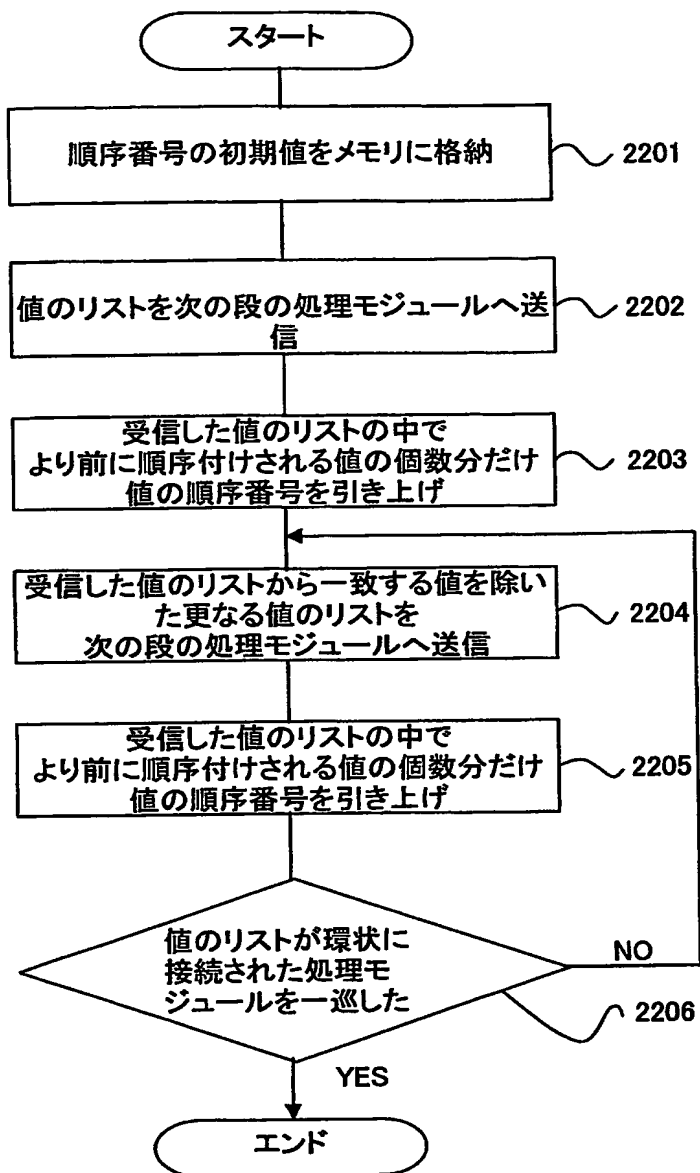 スタート
順序番号の初期値をメモリに格納
2201
値のリストを次の段の処理モジュールへ送
信
2202
受信した値のリストの中で
より前に順序付けされる値の個数分だけ
値の順序番号を引き上げ
2203
受信した値のリストから一致する値を除い
た更なる値のリストを
次の段の処理モジュールへ送信
2204
受信した値のリストの中で
より前に順序付けされる値の個数分だけ
値の順序番号を引き上げ
2205
値のリストが環状に
接続された処理モ
ジュールを一巡した
NO
2206
YES
エンド